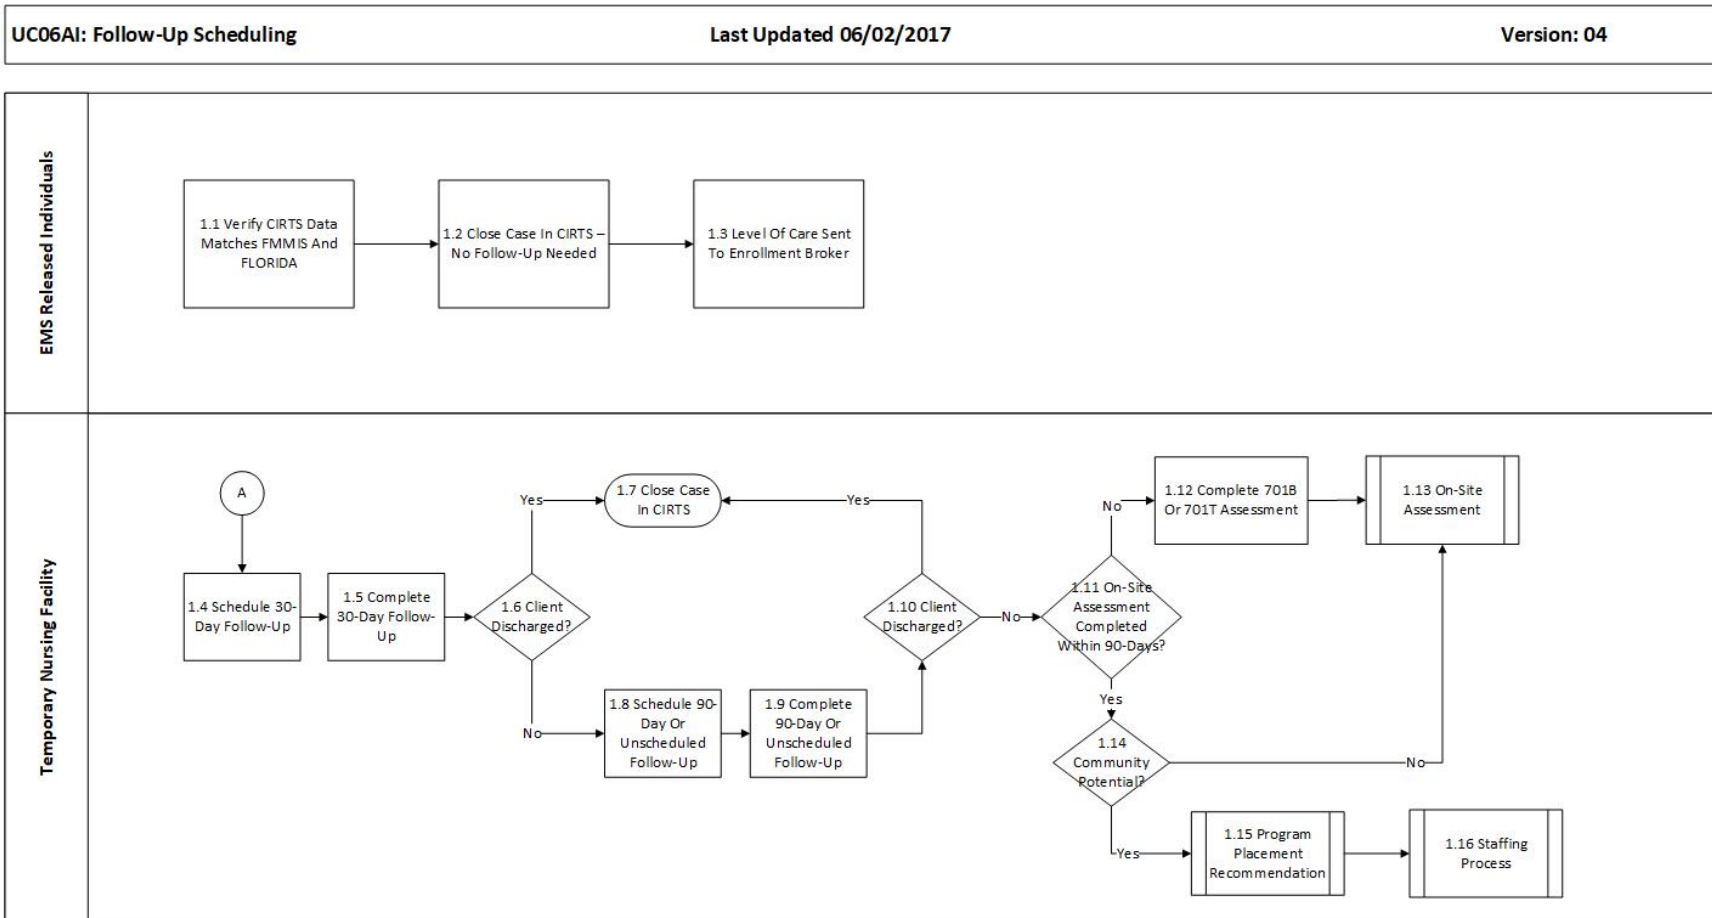 UC06AI: Follow-Up Scheduling
Last Updated 06/02/2017
Version: 04
EMS Released Individuals
1.1 Verify CIRTS Data
Matches FMMIS And
FLORIDA
1.2 Close Case In CIRTS –
No Follow-Up Needed
1.3 Level Of Care Sent
To Enrollment Broker
Temporary Nursing Facility
A
1.4 Schedule 30-
Day Follow-Up
1.5 Complete
30-Day Follow-
Up
1.6 Client
Discharged?
Yes
1.7 Close Case
In CIRTS
No
1.8 Schedule 90-
Day Or
Unscheduled
Follow-Up
1.9 Complete
90-Day Or
Unscheduled
Follow-Up
1.10 Client
Discharged?
Yes
No
1.11 On-Site
Assessment
Completed
Within 90-Days?
No
1.12 Complete 701B
Or 701T Assessment
1.13 On-Site
Assessment
Yes
1.14
Community
Potential?
No
Yes
1.15 Program
Placement
Recommendation
1.16 Staffing
Process